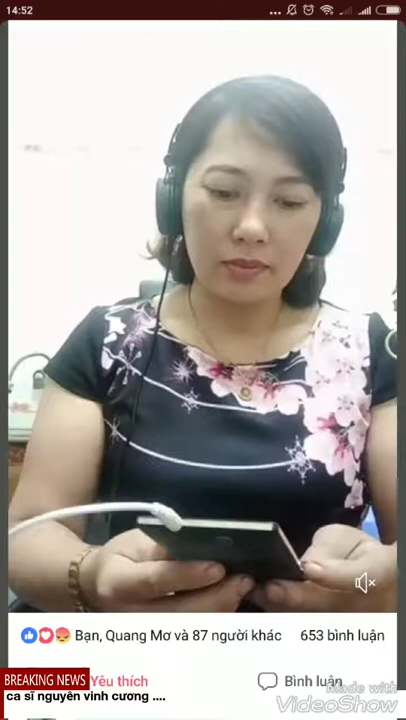 14:52
Bạn, Quang Mơ và 87 người khác 653 bình luận
Yêu thích Bình luận
BREAKING NEWS
ca sĩ nguyên vinh cương ....
Made with
VideoShow